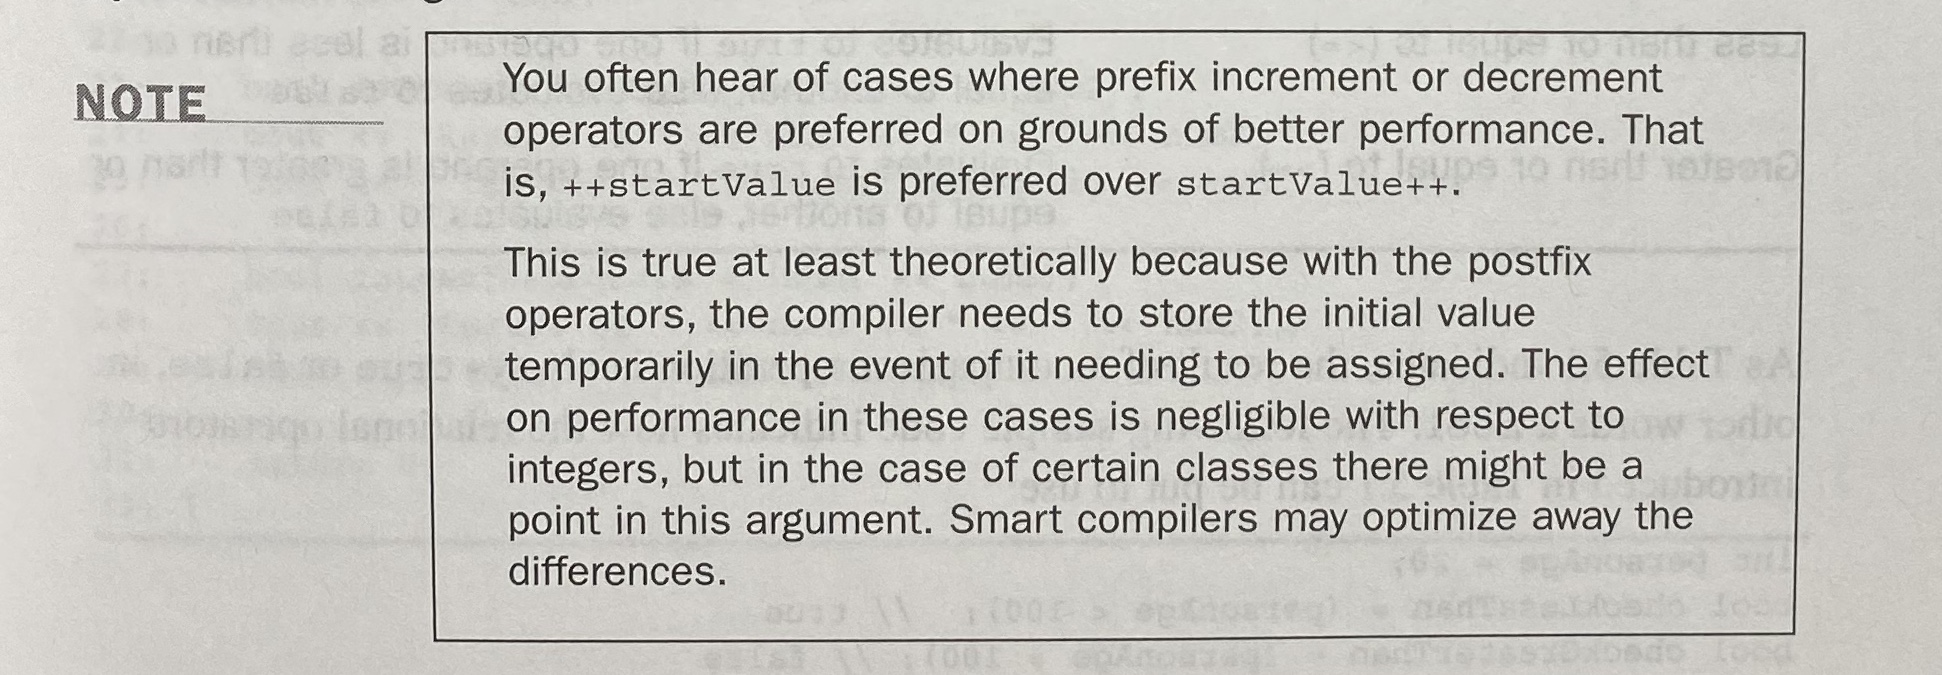 NOTE
You often hear of cases where prefix increment or decrement
operators are preferred on grounds of better performance. That
is, ++startValue is preferred over startValue++.
This is true at least theoretically because with the postfix
operators, the compiler needs to store the initial value
temporarily in the event of it needing to be assigned. The effect
on performance in these cases is negligible with respect to
integers, but in the case of certain classes there might be a
point in this argument. Smart compilers may optimize away the
differences.